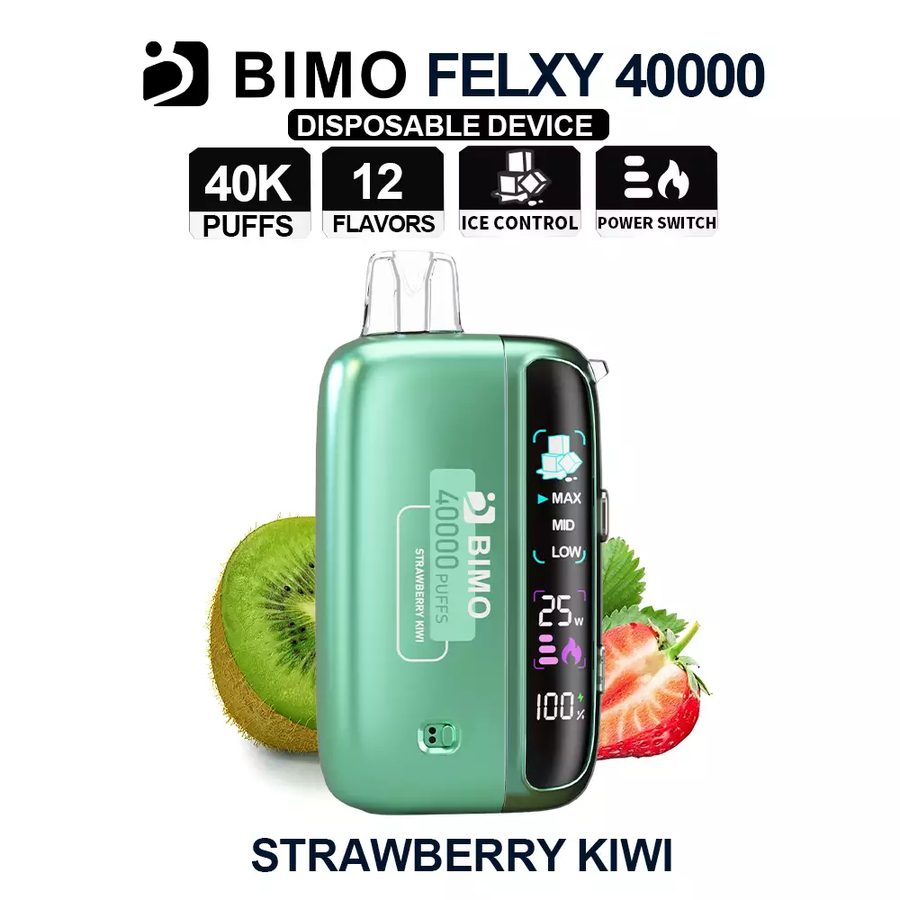 BIMO FELXY 40000
DISPOSABLE DEVICE
40K
PUFFS
12
FLAVORS
ICE CONTROL
POWER SWITCH
MAX
MID
LOW
25W
100%
BIMO
40000 PUFFS
STRAWBERRY KIWI
STRAWBERRY KIWI